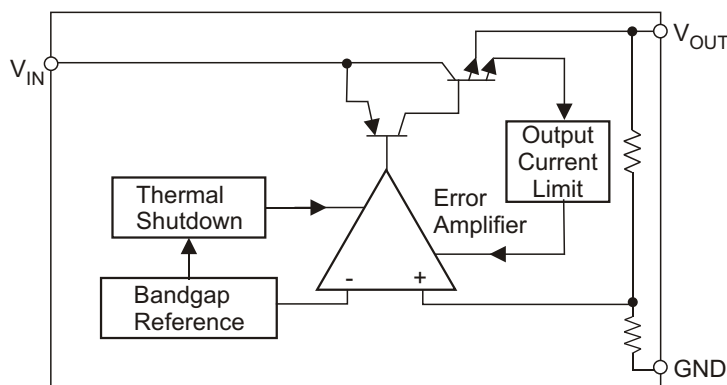 V_OUT
V_IN
Output
Current
Limit
Thermal
Shutdown
Error
Amplifier
- +
Bandgap
Reference
GND